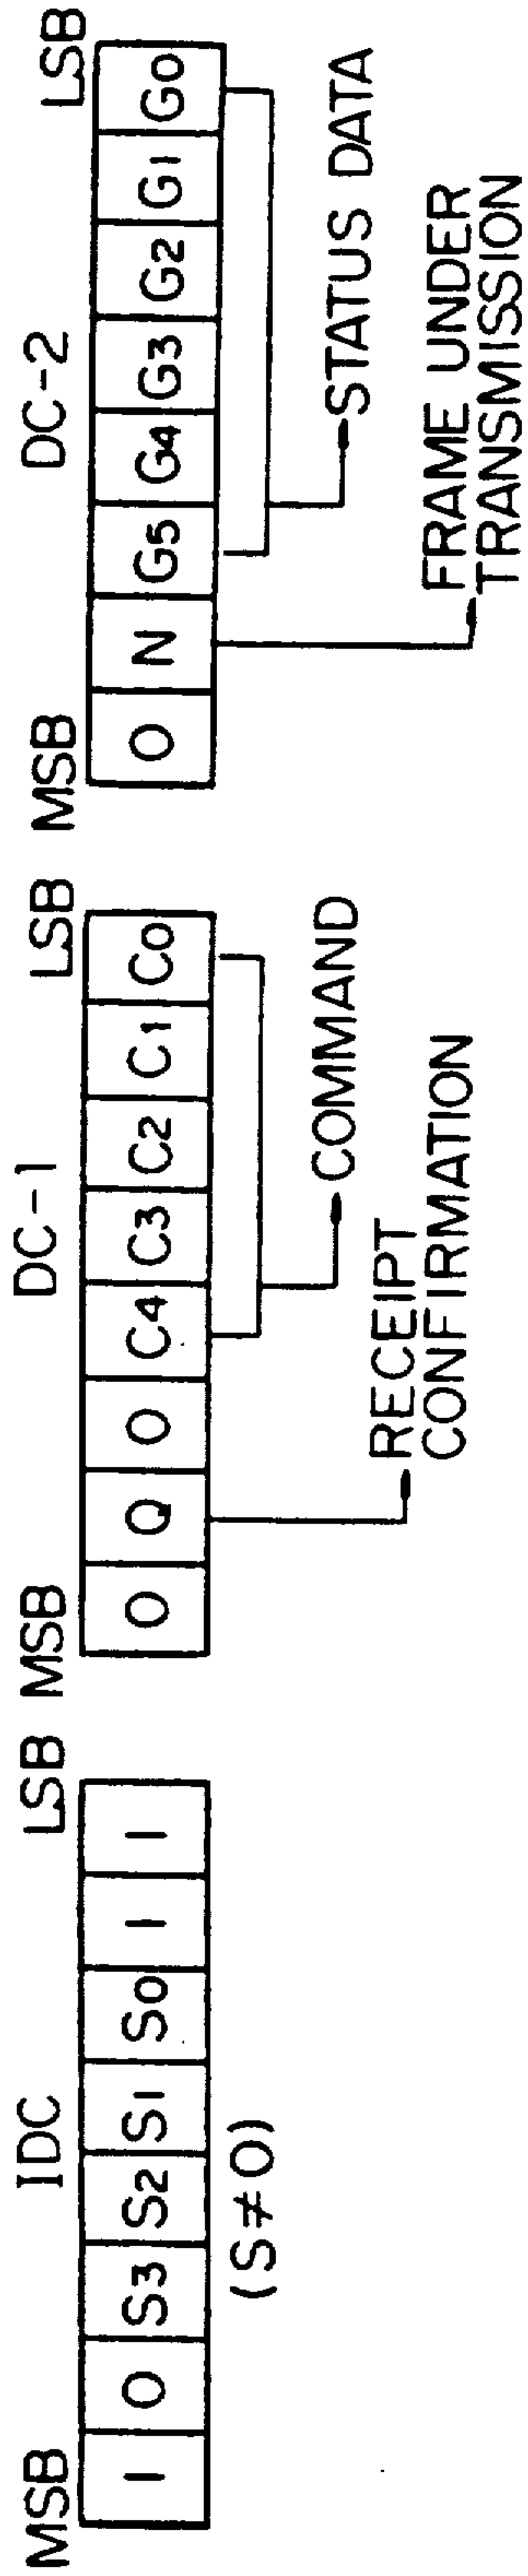 IDC
MSB LSB
1 0 S3 S2 S1 S0 1 1
(S≠0)
DC-1
MSB LSB
0 Q 0 C4 C3 C2 C1 C0
COMMAND
RECEIPT
CONFIRMATION
DC-2
MSB LSB
0 N G5 G4 G3 G2 G1 G0
STATUS DATA
FRAME UNDER
TRANSMISSION